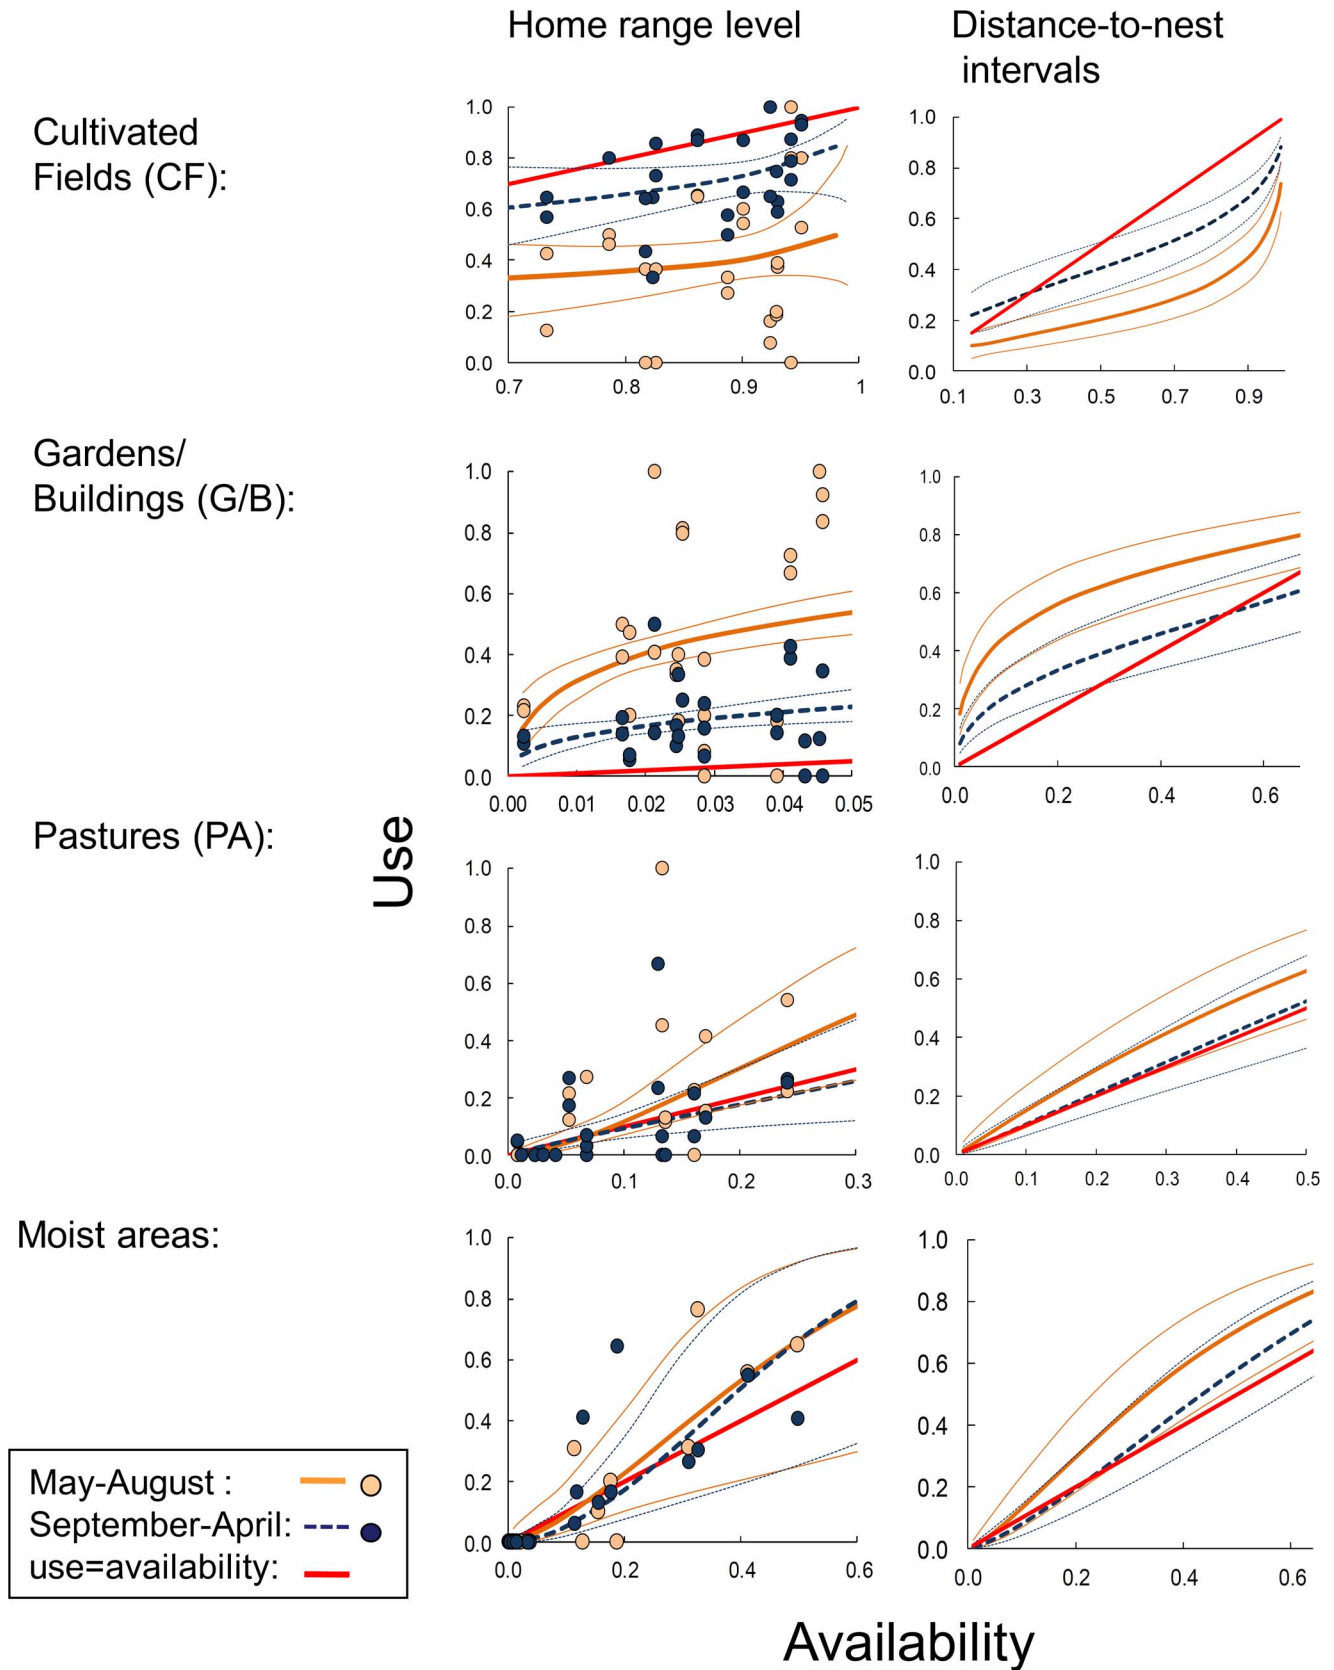 Home range level
Distance-to-nest
intervals
Cultivated
Fields (CF):
1.0
0.8
0.6
0.4
0.2
0.0
0.7 0.8 0.9 1
1.0
0.8
0.6
0.4
0.2
0.0
0.1 0.3 0.5 0.7 0.9
Gardens/
Buildings (G/B):
1.0
0.8
0.6
0.4
0.2
0.0
0.00 0.01 0.02 0.03 0.04 0.05
1.0
0.8
0.6
0.4
0.2
0.0
0.0 0.2 0.4 0.6
Pastures (PA):
Use
1.0
0.8
0.6
0.4
0.2
0.0
0.0 0.1 0.2 0.3
1.0
0.8
0.6
0.4
0.2
0.0
0.0 0.1 0.2 0.3 0.4 0.5
Moist areas:
1.0
0.8
0.6
0.4
0.2
0.0
0.0 0.2 0.4 0.6
1.0
0.8
0.6
0.4
0.2
0.0
0.0 0.2 0.4 0.6
May-August :
September-April:
use=availability:
Availability